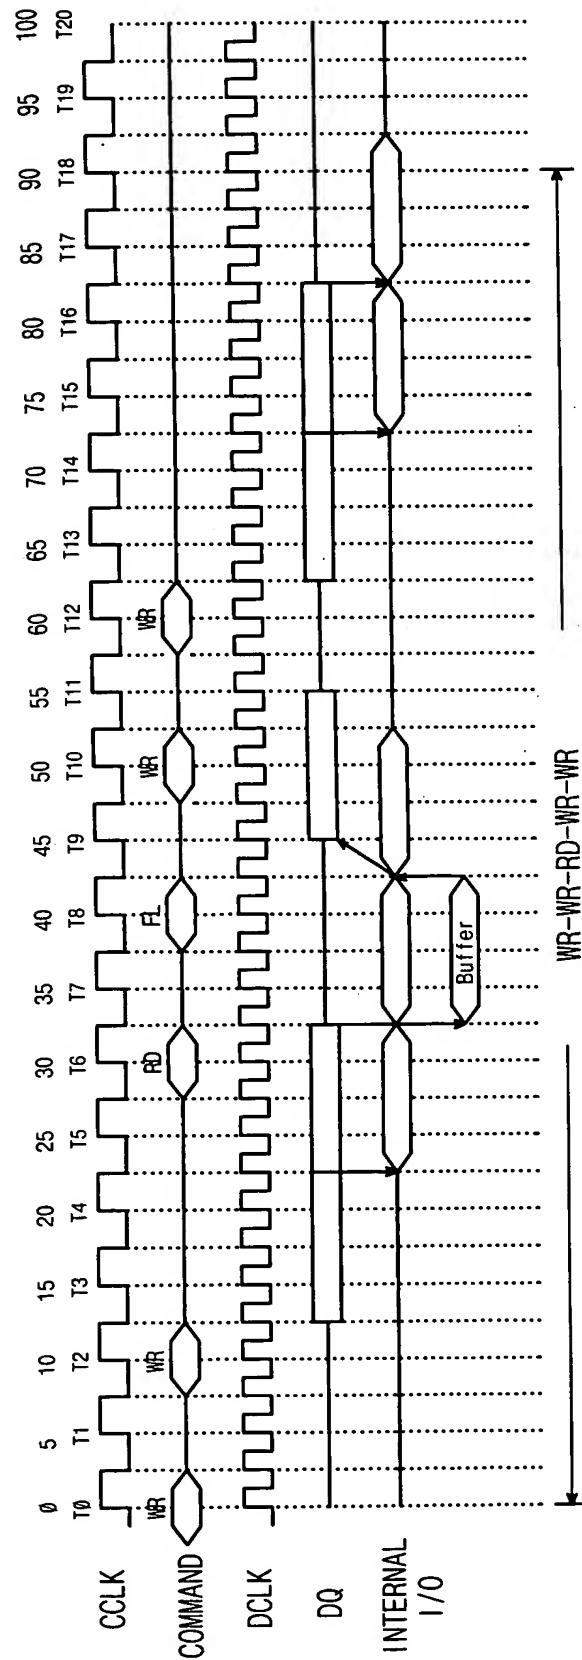 0 5 10 15 20 25 30 35 40 45 50 55 60 65 70 75 80 85 90 95 100
T0 T1 T2 T3 T4 T5 T6 T7 T8 T9 T10 T11 T12 T13 T14 T15 T16 T17 T18 T19 T20
CCLK
COMMAND WR WR RD FL WR WR
DCLK
DQ
INTERNAL
I/O
Buffer
WR-WR-RD-WR-WR